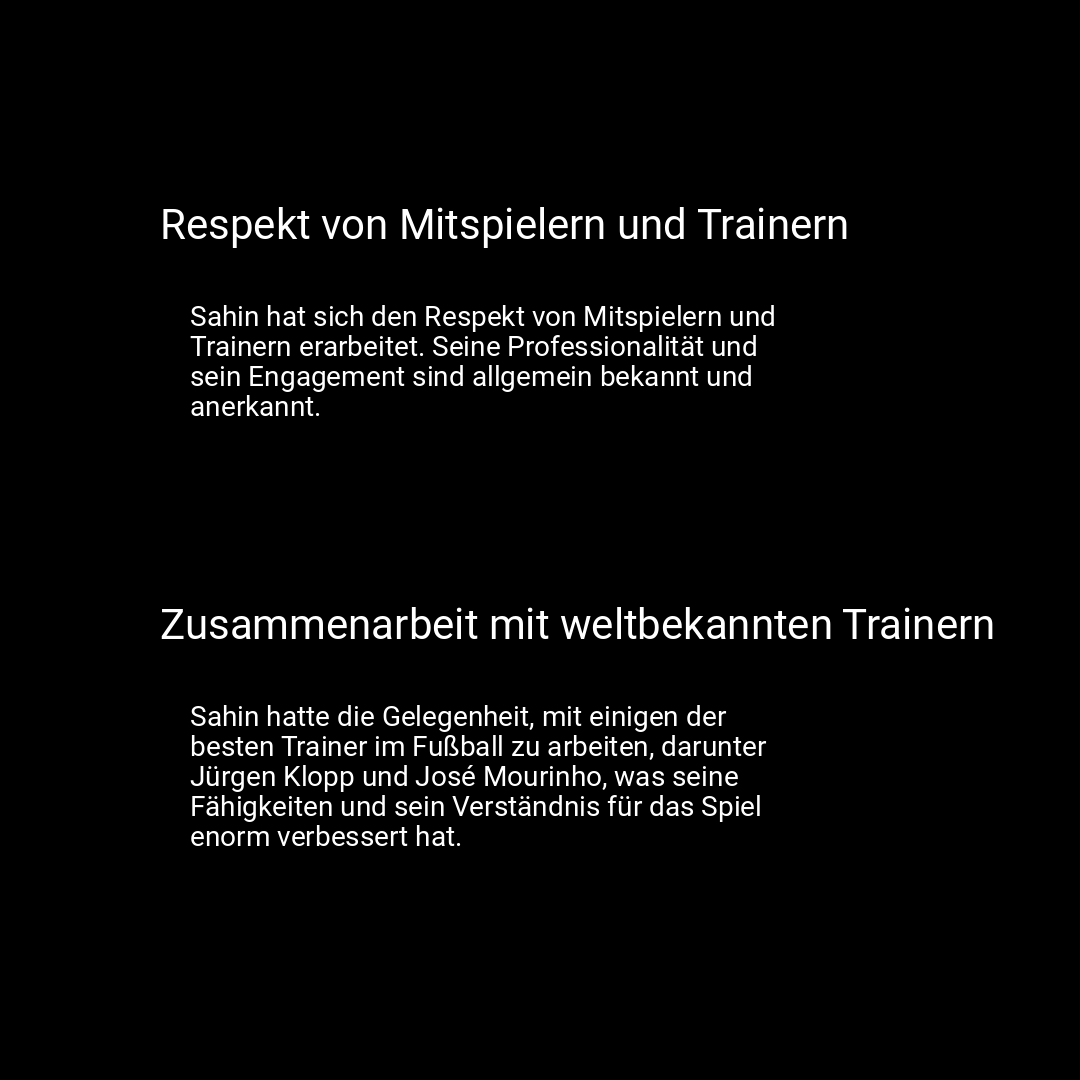 Respekt von Mitspielern und Trainern
Sahin hat sich den Respekt von Mitspielern und
Trainern erarbeitet. Seine Professionalität und
sein Engagement sind allgemein bekannt und
anerkannt.
Zusammenarbeit mit weltbekannten Trainern
Sahin hatte die Gelegenheit, mit einigen der
besten Trainer im Fußball zu arbeiten, darunter
Jürgen Klopp und José Mourinho, was seine
Fähigkeiten und sein Verständnis für das Spiel
enorm verbessert hat.